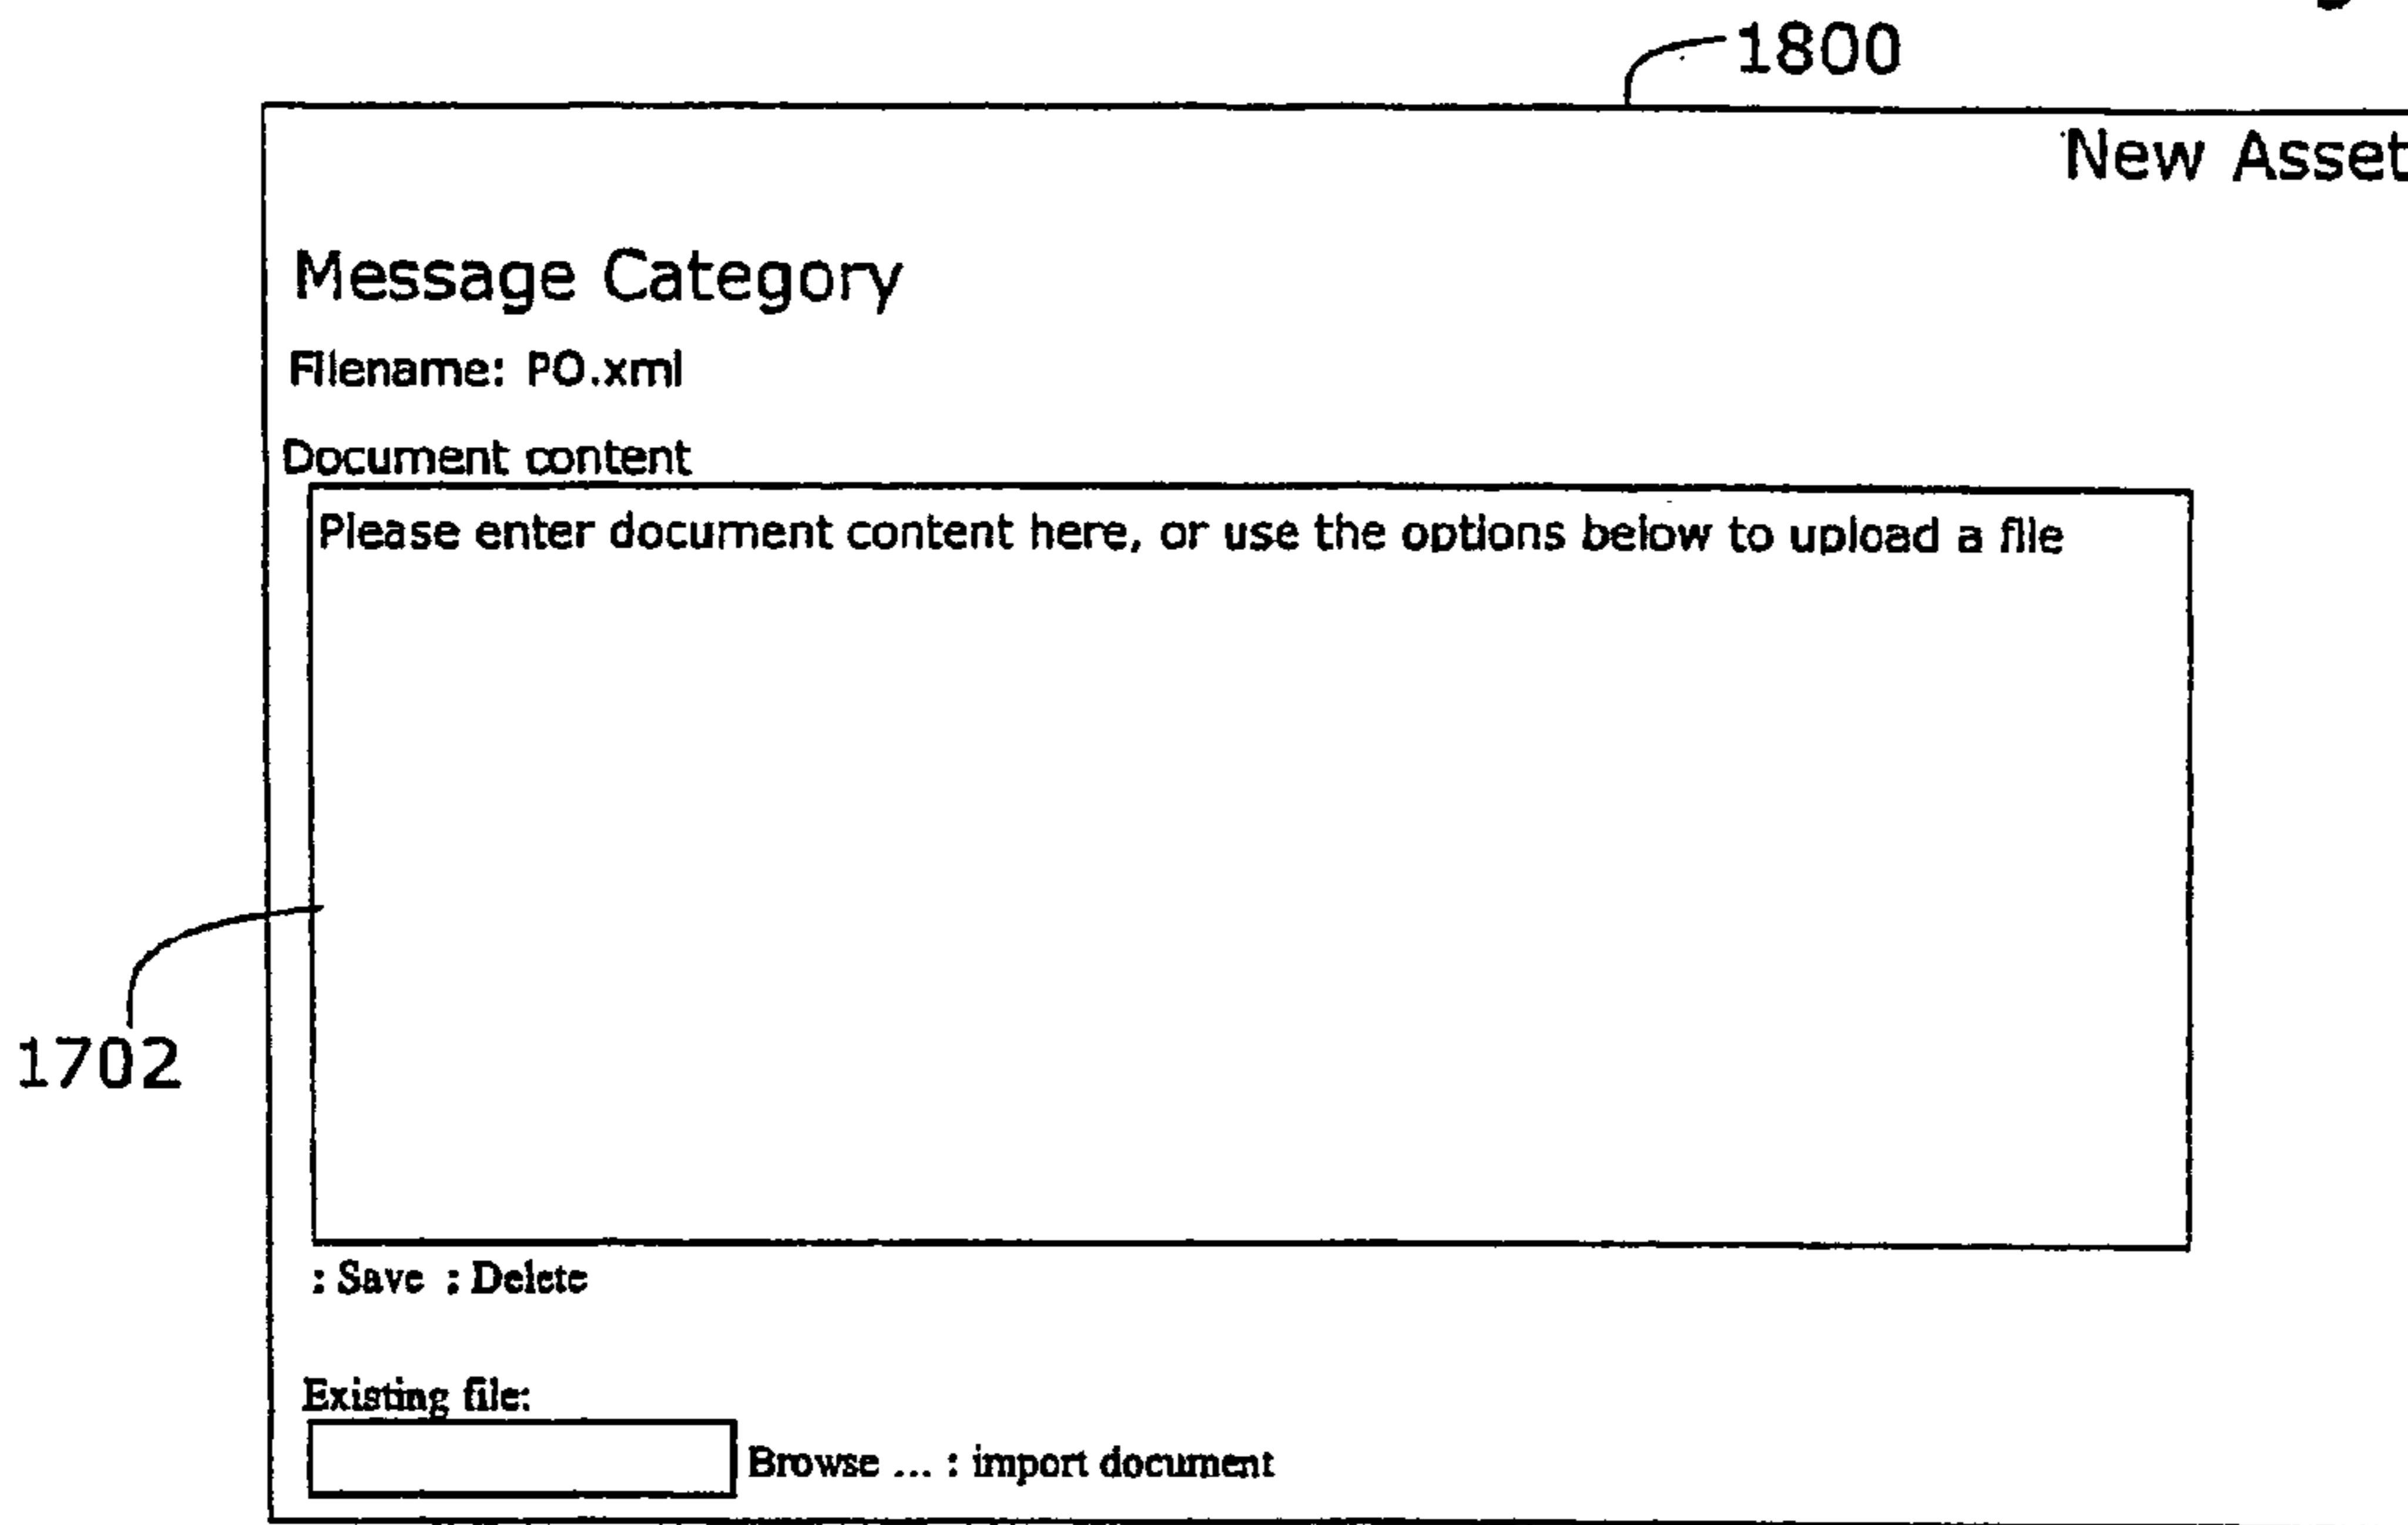 1800
New Asset
Message Category
Filename: PO.xml
Document content
Please enter document content here, or use the options below to upload a file
1702
: Save : Delete
Existing file:
Browse ... : import document